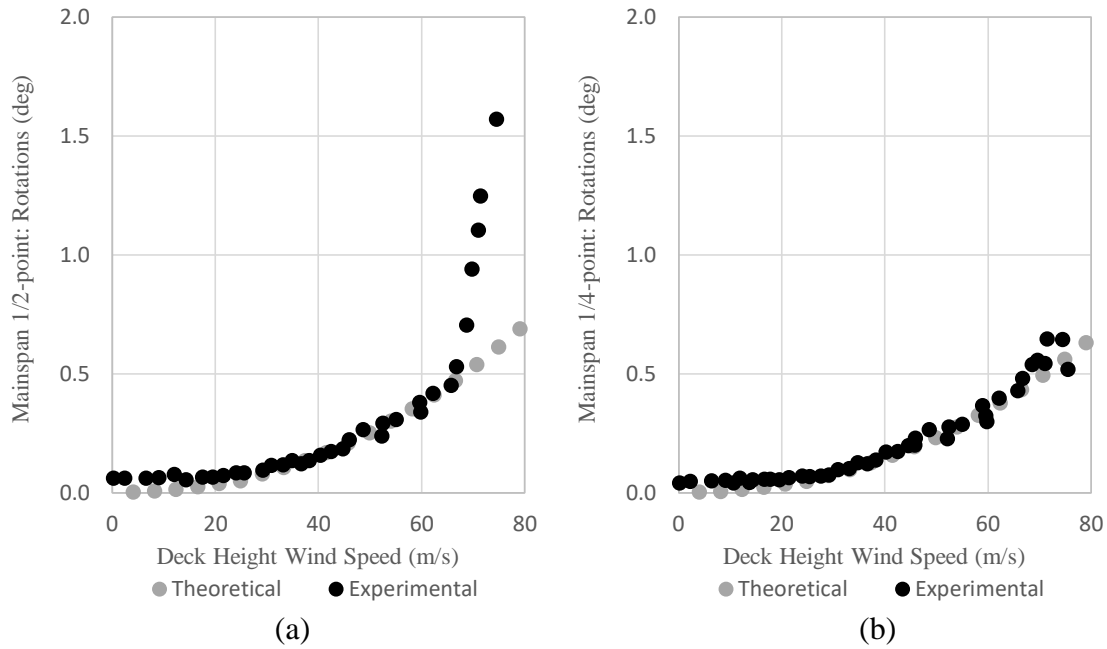 2.0
1.5
1.0
0.5
0.0
Mainspan 1/2-point: Rotations (deg)
0 20 40 60 80
Deck Height Wind Speed (m/s)
Theoretical Experimental
(a)
2.0
1.5
1.0
0.5
0.0
Mainspan 1/4-point: Rotations (deg)
0 20 40 60 80
Deck Height Wind Speed (m/s)
Theoretical Experimental
(b)